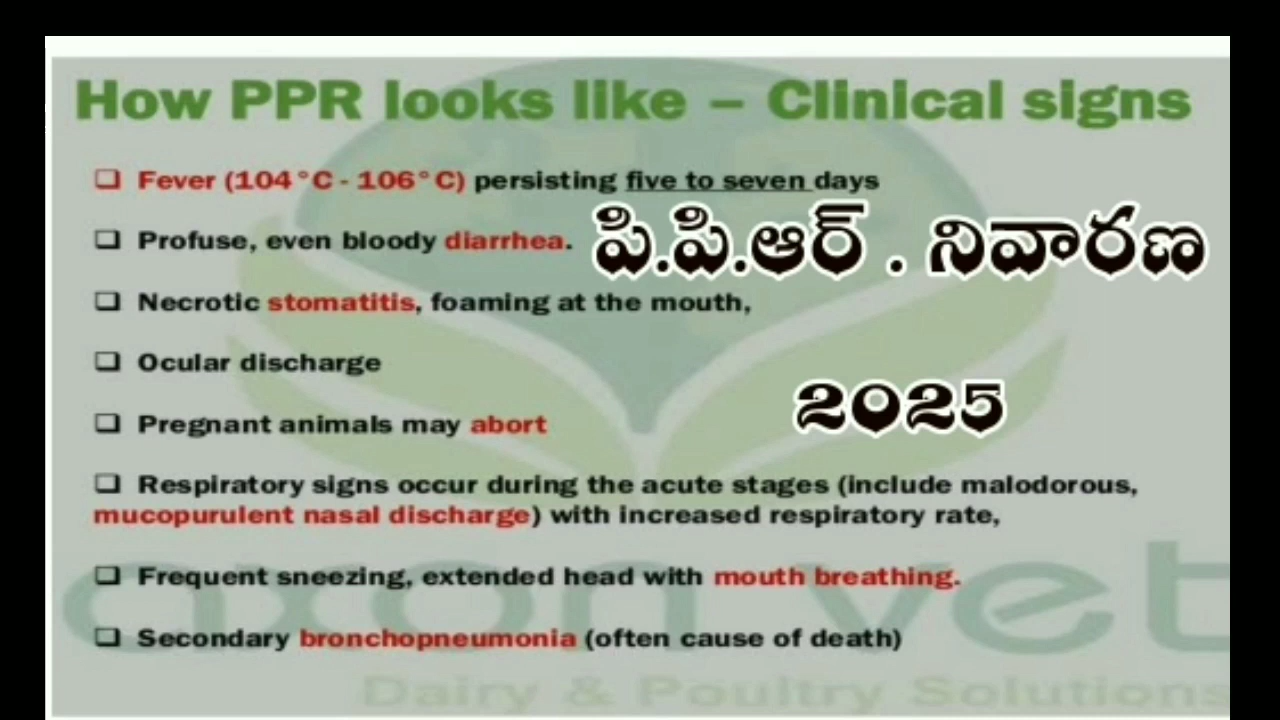 How PPR looks like – Clinical signs
❑ Fever (104°C - 106°C) persisting five to seven days
❑ Profuse, even bloody diarrhea.
పి.పి.ఆర్ . నివారణ
❑ Necrotic stomatitis, foaming at the mouth,
❑ Ocular discharge
2025
❑ Pregnant animals may abort
❑ Respiratory signs occur during the acute stages (include malodorous,
mucopurulent nasal discharge) with increased respiratory rate,
❑ Frequent sneezing, extended head with mouth breathing.
❑ Secondary bronchopneumonia (often cause of death)
axon vet
Dairy & Poultry Solutions